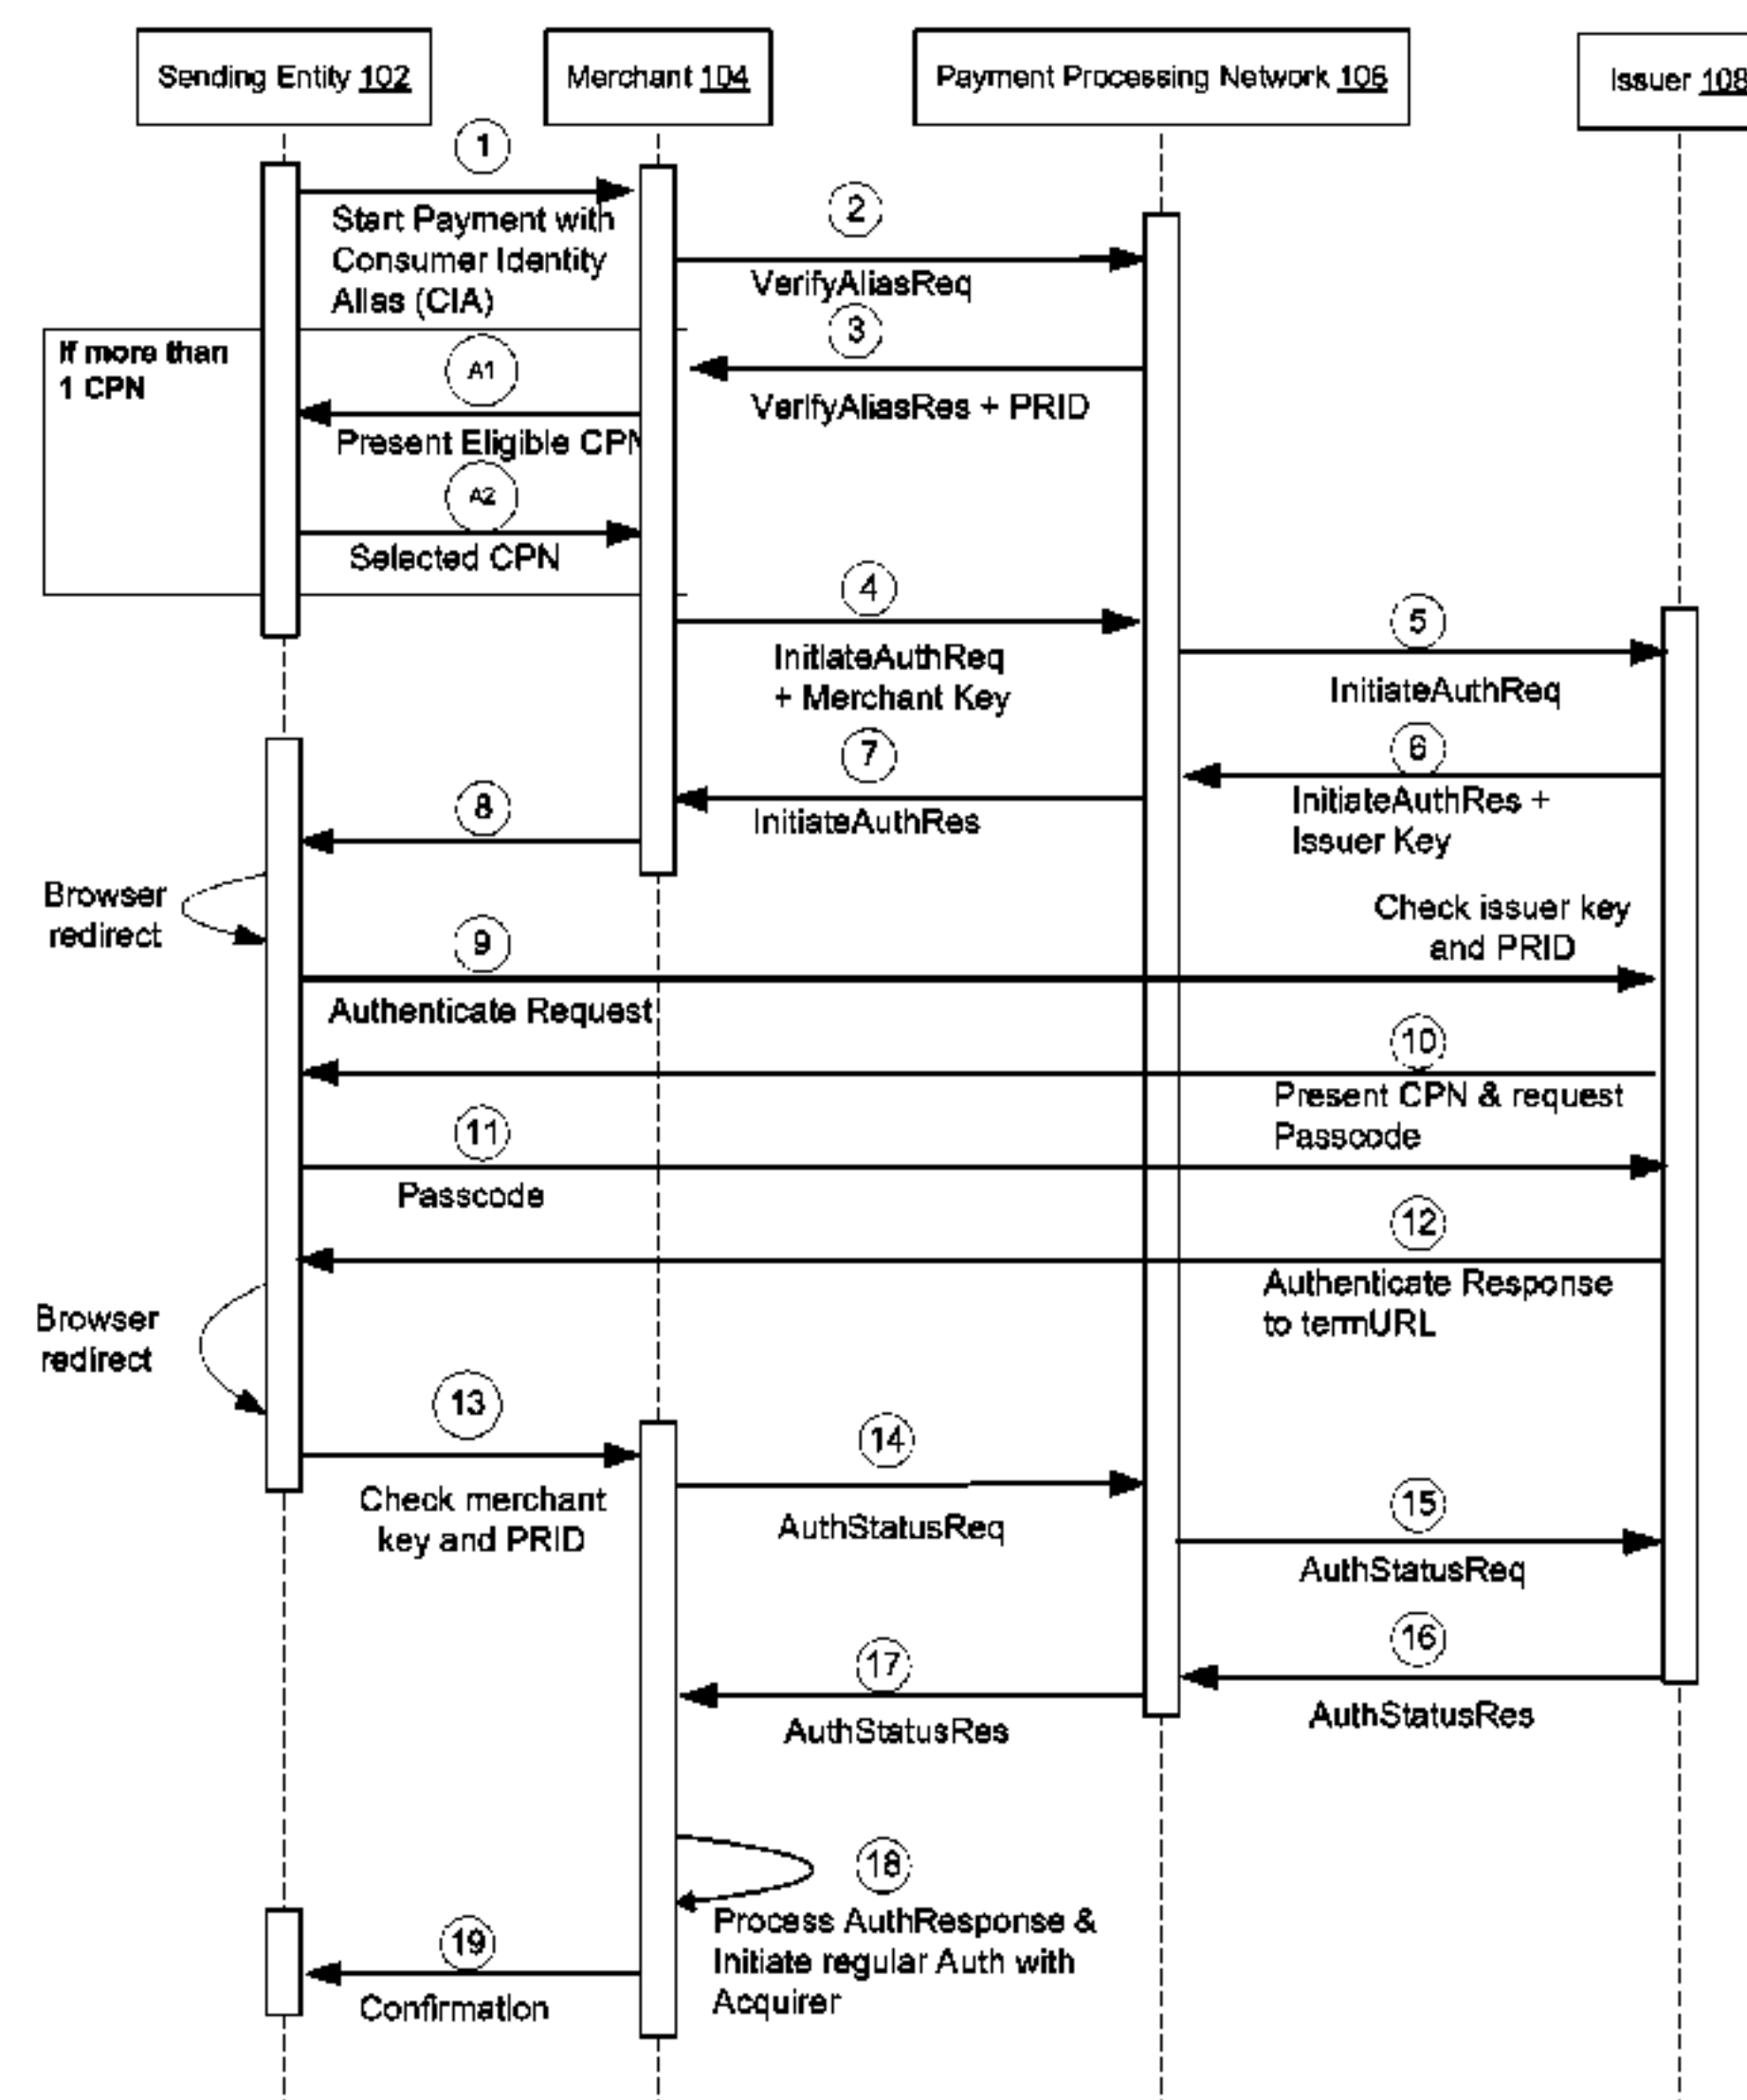 Sending Entity 102
Merchant 104
Payment Processing Network 106
Issuer 108
1
Start Payment with
Consumer Identity
Alias (CIA)
2
VerifyAliasReq
3
VerifyAliasRes + PRID
If more than
1 CPN
A1
Present Eligible CPN
A2
Selected CPN
4
InitiateAuthReq
+ Merchant Key
5
InitiateAuthReq
6
InitiateAuthRes +
Issuer Key
7
InitiateAuthRes
8
Browser
redirect
Check issuer key
and PRID
9
Authenticate Request
10
Present CPN & request
Passcode
11
Passcode
12
Authenticate Response
to termURL
Browser
redirect
13
Check merchant
key and PRID
14
AuthStatusReq
15
AuthStatusReq
16
AuthStatusRes
17
AuthStatusRes
18
Process AuthResponse &
Initiate regular Auth with
Acquirer
19
Confirmation